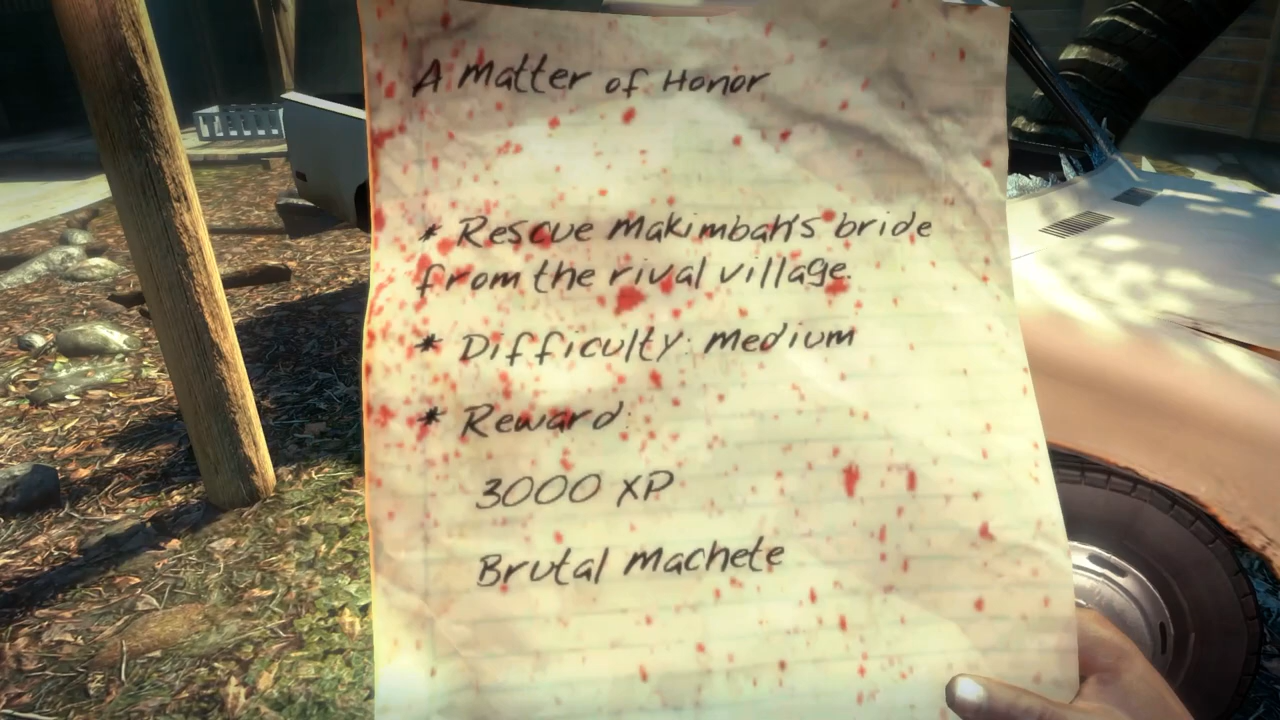 A Matter of Honor
* Rescue Makimbah's bride
from the rival village.
* Difficulty: medium
* Reward:
3000 XP
Brutal Machete